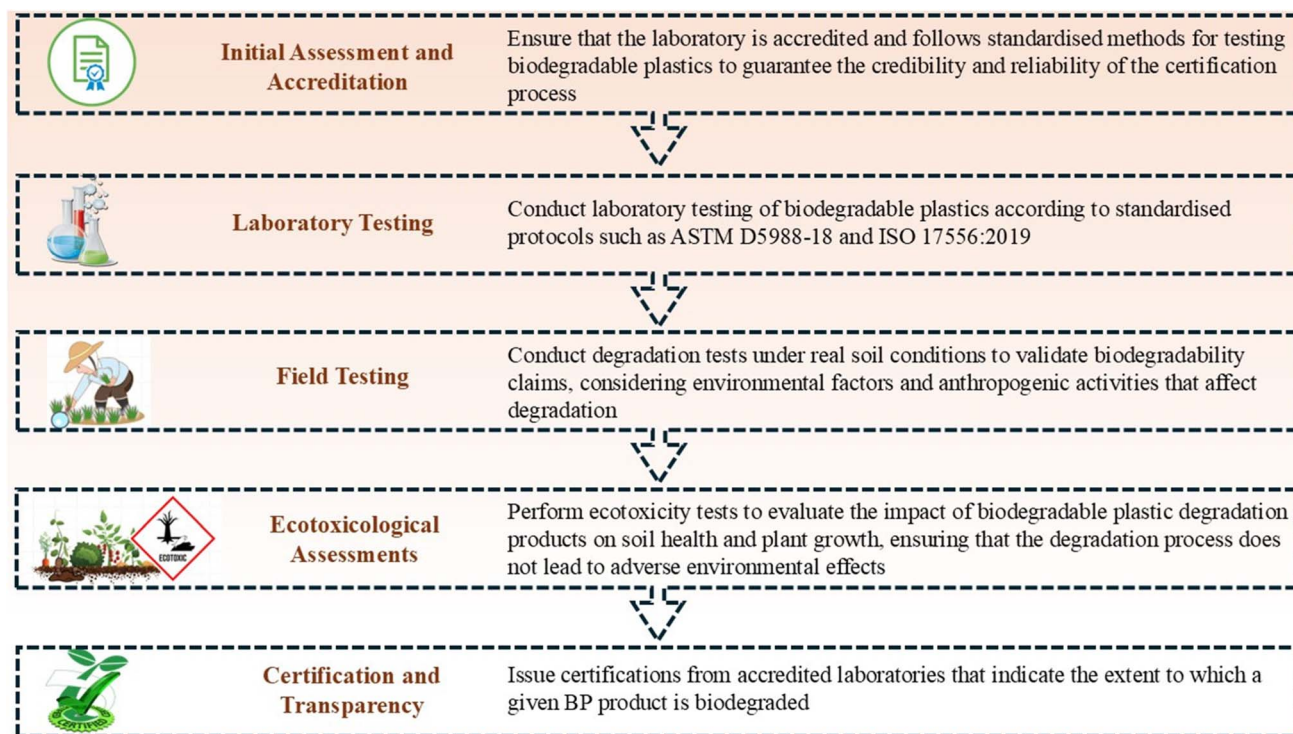 Initial Assessment and
Accreditation
Ensure that the laboratory is accredited and follows standardised methods for testing
biodegradable plastics to guarantee the credibility and reliability of the certification
process
Laboratory Testing
Conduct laboratory testing of biodegradable plastics according to standardised
protocols such as ASTM D5988-18 and ISO 17556:2019
Field Testing
Conduct degradation tests under real soil conditions to validate biodegradability
claims, considering environmental factors and anthropogenic activities that affect
degradation
ECOTOXIC
Ecotoxicological
Assessments
Perform ecotoxicity tests to evaluate the impact of biodegradable plastic degradation
products on soil health and plant growth, ensuring that the degradation process does
not lead to adverse environmental effects
CERTIFIED
Certification and
Transparency
Issue certifications from accredited laboratories that indicate the extent to which a
given BP product is biodegraded